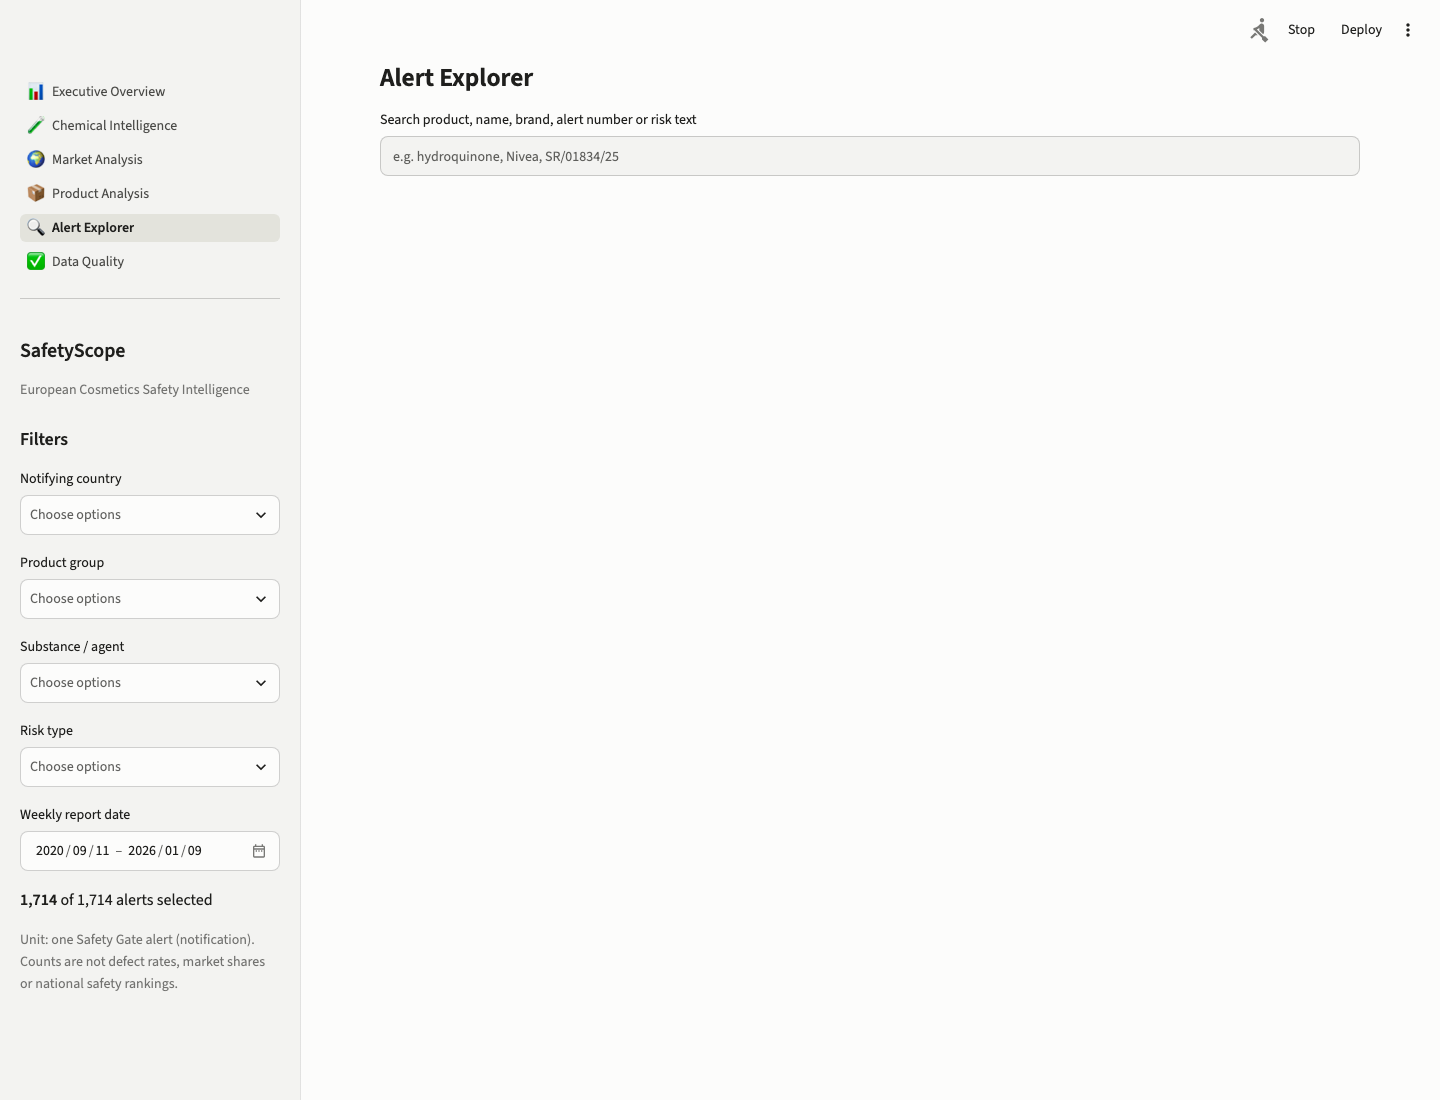 Stop
Deploy
Executive Overview
Chemical Intelligence
Market Analysis
Product Analysis
Alert Explorer
Data Quality
SafetyScope
European Cosmetics Safety Intelligence
Filters
Notifying country
Choose options
Product group
Choose options
Substance / agent
Choose options
Risk type
Choose options
Weekly report date
2020/09/11 – 2026/01/09
1,714 of 1,714 alerts selected
Unit: one Safety Gate alert (notification).
Counts are not defect rates, market shares
or national safety rankings.
Alert Explorer
Search product, name, brand, alert number or risk text
e.g. hydroquinone, Nivea, SR/01834/25